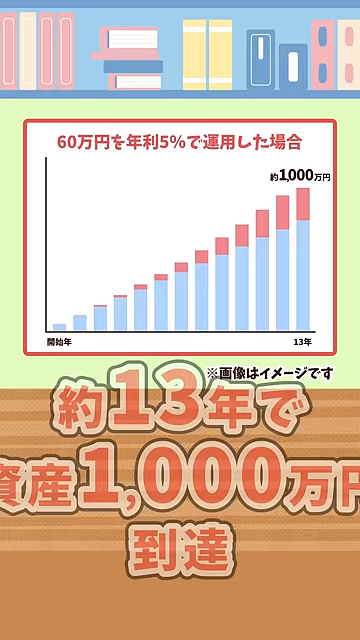 60万円を年利5%で運用した場合
約1,000万円
開始年
13年
※画像はイメージです
約13年で
資産1,000万円
到達